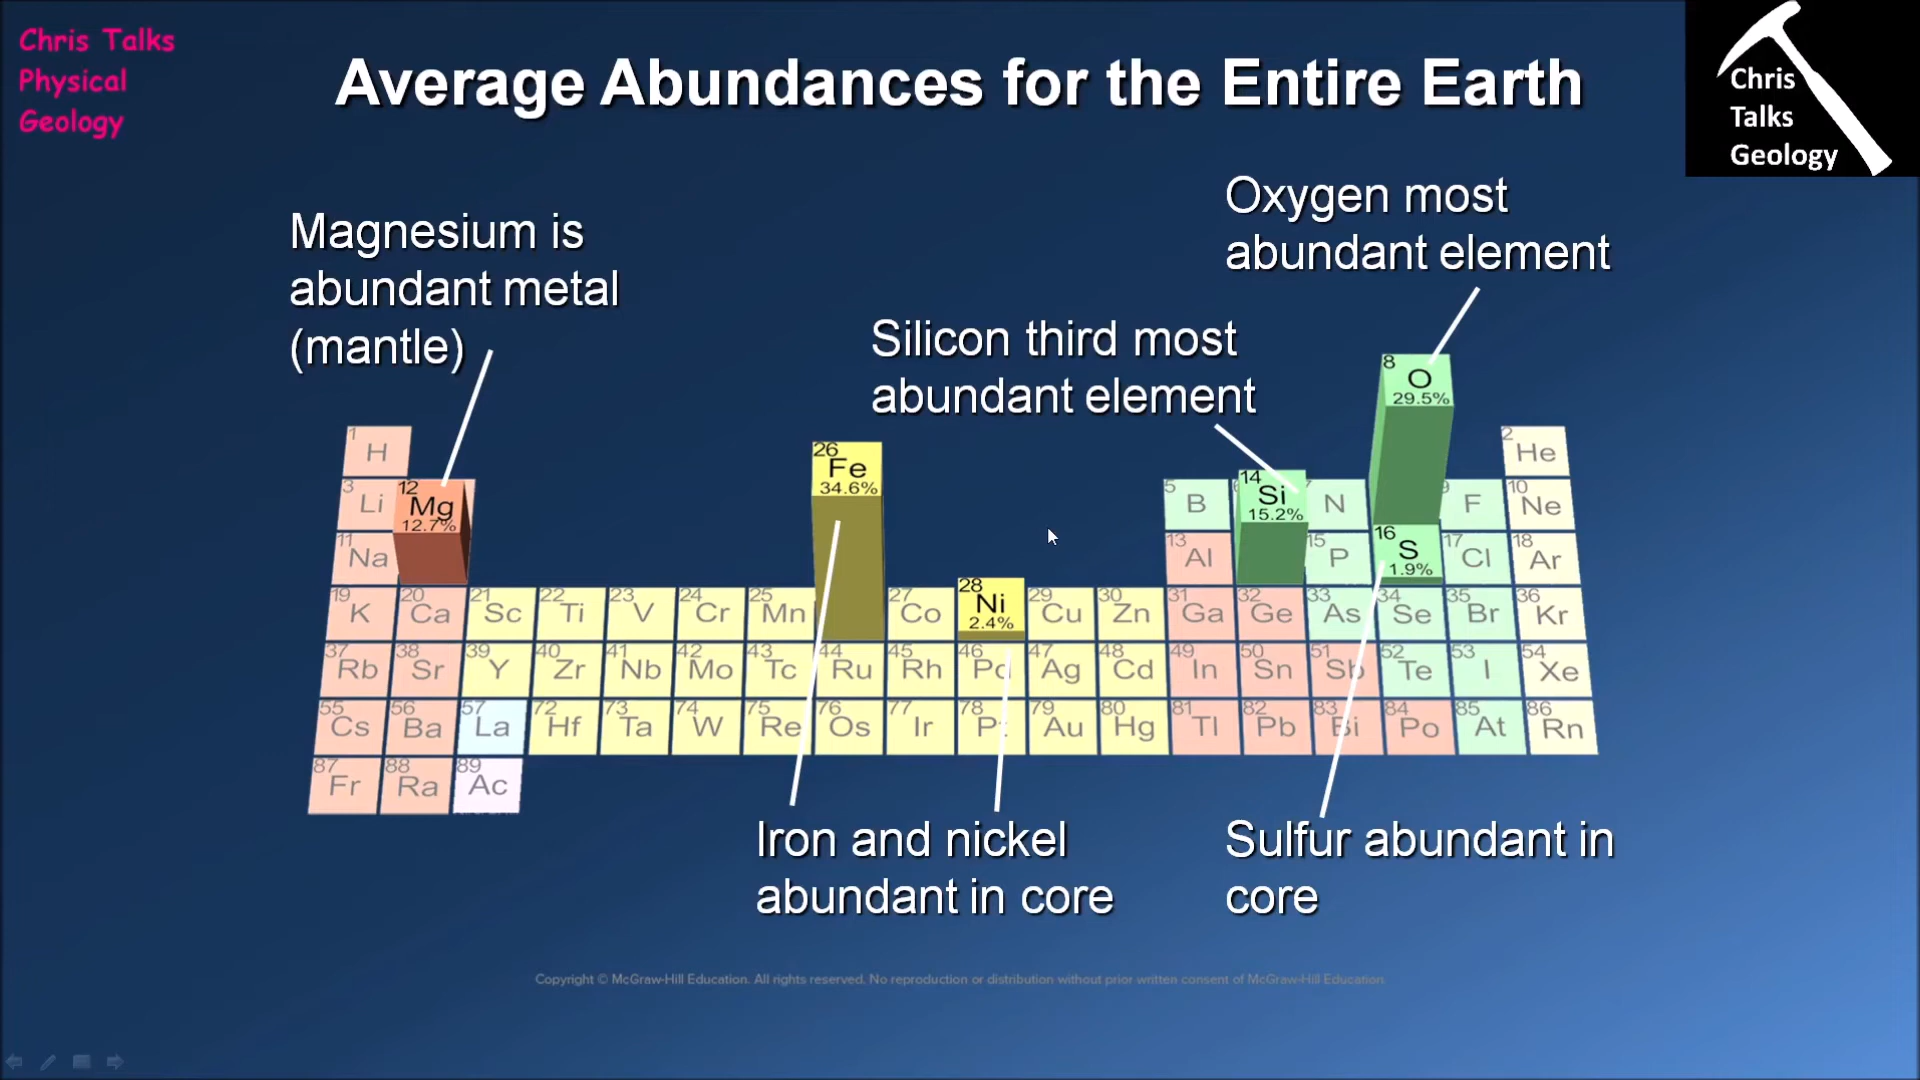 Chris Talks
Physical
Geology
Average Abundances for the Entire Earth
Chris
Talks
Geology
Magnesium is
abundant metal
(mantle)
Oxygen most
abundant element
Silicon third most
abundant element
8
O
29.5%
1 H
2 He
3 Li
12
Mg
12.7%
26
Fe
34.6%
5 B
14
Si
15.2%
7 N
9 F
10 Ne
11 Na
13 Al
15 P
16
S
1.9%
17 Cl
18 Ar
28
Ni
2.4%
19 K 20 Ca 21 Sc 22 Ti 23 V 24 Cr 25 Mn 27 Co 29 Cu 30 Zn 31 Ga 32 Ge 33 As 34 Se 35 Br 36 Kr
37 Rb 38 Sr 39 Y 40 Zr 41 Nb 42 Mo 43 Tc 44 Ru 45 Rh 46 Pd 47 Ag 48 Cd 49 In 50 Sn 51 Sb 52 Te 53 I 54 Xe
55 Cs 56 Ba 57 La 72 Hf 73 Ta 74 W 75 Re 76 Os 77 Ir 78 Pt 79 Au 80 Hg 81 Tl 82 Pb 83 Bi 84 Po 85 At 86 Rn
87 Fr 88 Ra 89 Ac
Iron and nickel
abundant in core
Sulfur abundant in
core
Copyright © McGraw-Hill Education. All rights reserved. No reproduction or distribution without prior written consent of McGraw-Hill Education.